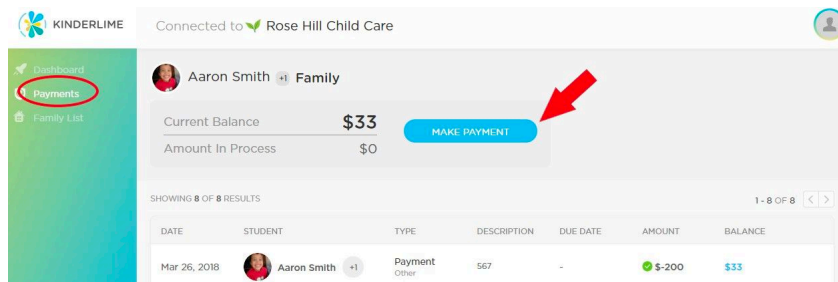 KINDERLIME
Connected to Rose Hill Child Care
Dashboard
Payments
Family List
Aaron Smith +1 Family
Current Balance $33
Amount In Process $0
MAKE PAYMENT
SHOWING 8 OF 8 RESULTS
1 - 8 OF 8 < >
DATE STUDENT TYPE DESCRIPTION DUE DATE AMOUNT BALANCE
Mar 26, 2018 Aaron Smith +1 Payment 567 - $-200 $33
Other